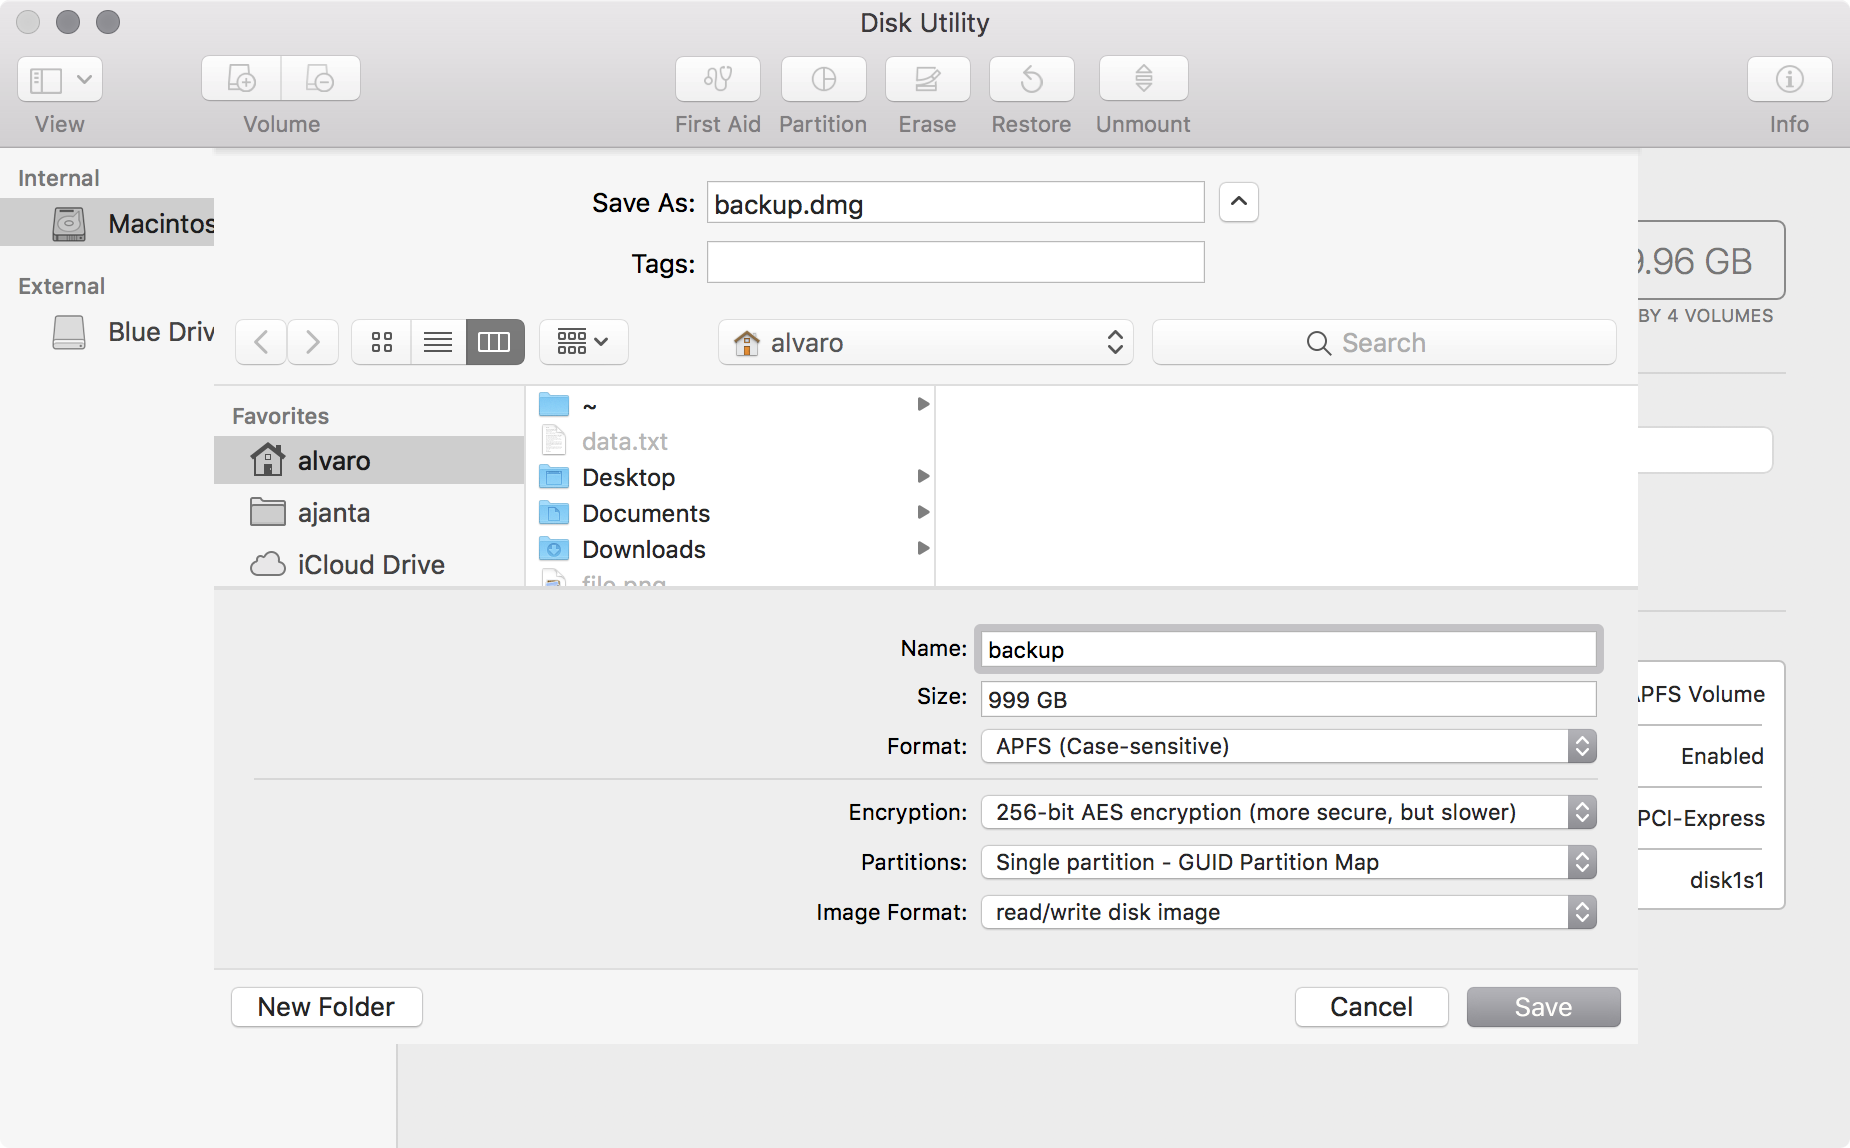 Disk Utility
View
Volume
First Aid
Partition
Erase
Restore
Unmount
Info
Internal
Macintos
External
Blue Driv
Save As: backup.dmg
Tags:
alvaro
Search
9.96 GB
BY 4 VOLUMES
Favorites
alvaro
ajanta
iCloud Drive
~
data.txt
Desktop
Documents
Downloads
file.png
Name: backup
Size: 999 GB
Format: APFS (Case-sensitive)
Encryption: 256-bit AES encryption (more secure, but slower)
Partitions: Single partition - GUID Partition Map
Image Format: read/write disk image
APFS Volume
Enabled
PCI-Express
disk1s1
New Folder
Cancel
Save